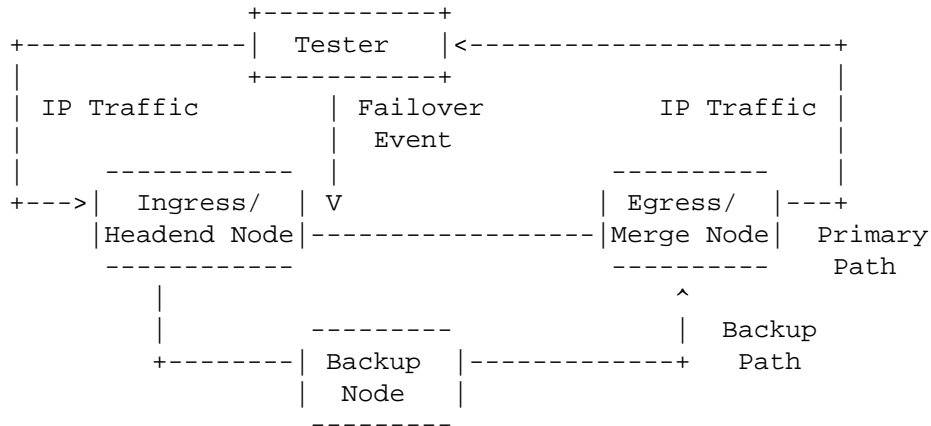 Tester
IP Traffic Failover IP Traffic
Event
Ingress/ V Egress/
Headend Node Merge Node Primary
Path
Backup
Backup Path
Node